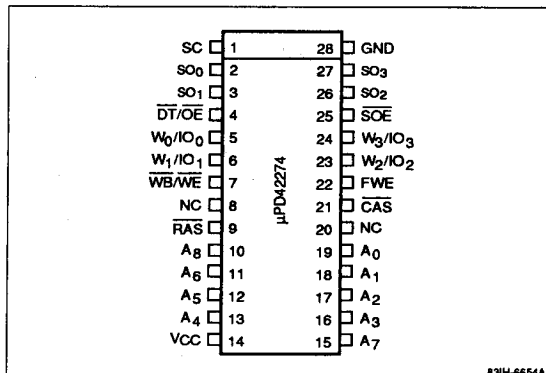 SC 1 28 GND
SO0 2 27 SO3
SO1 3 26 SO2
DT/OE 4 25 SOE
W0/IO0 5 24 W3/IO3
W1/IO1 6 23 W2/IO2
WB/WE 7 22 FWE
NC 8 21 CAS
RAS 9 20 NC
A8 10 19 A0
A6 11 18 A1
A5 12 17 A2
A4 13 16 A3
VCC 14 15 A7
μPD42274
83IH-6654A